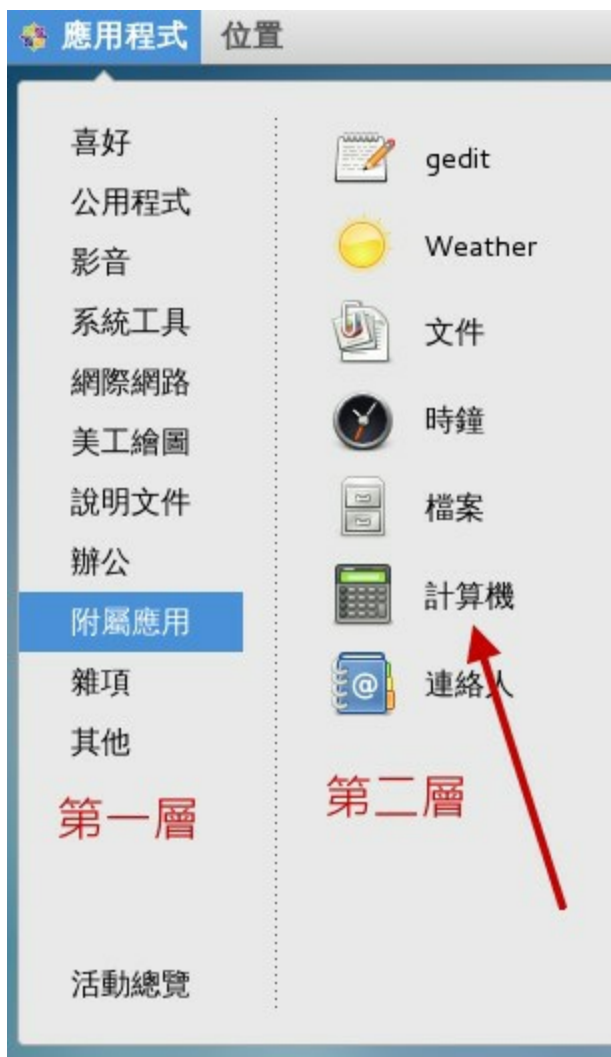 應用程式 位置
喜好
公用程式
影音
系統工具
網際網路
美工繪圖
說明文件
辦公
附屬應用
雜項
其他
第一層
活動總覽
gedit
Weather
文件
時鐘
檔案
計算機
連絡人
第二層